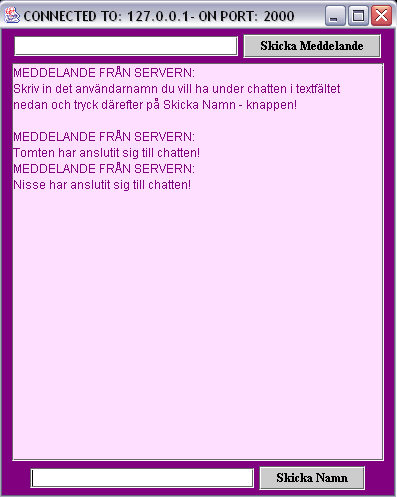 CONNECTED TO: 127.0.0.1- ON PORT: 2000
Skicka Meddelande
MEDDELANDE FRÅN SERVERN:
Skriv in det användarnamn du vill ha under chatten i textfältet
nedan och tryck därefter på Skicka Namn - knappen!
MEDDELANDE FRÅN SERVERN:
Tomten har anslutit sig till chatten!
MEDDELANDE FRÅN SERVERN:
Nisse har anslutit sig till chatten!
Skicka Namn